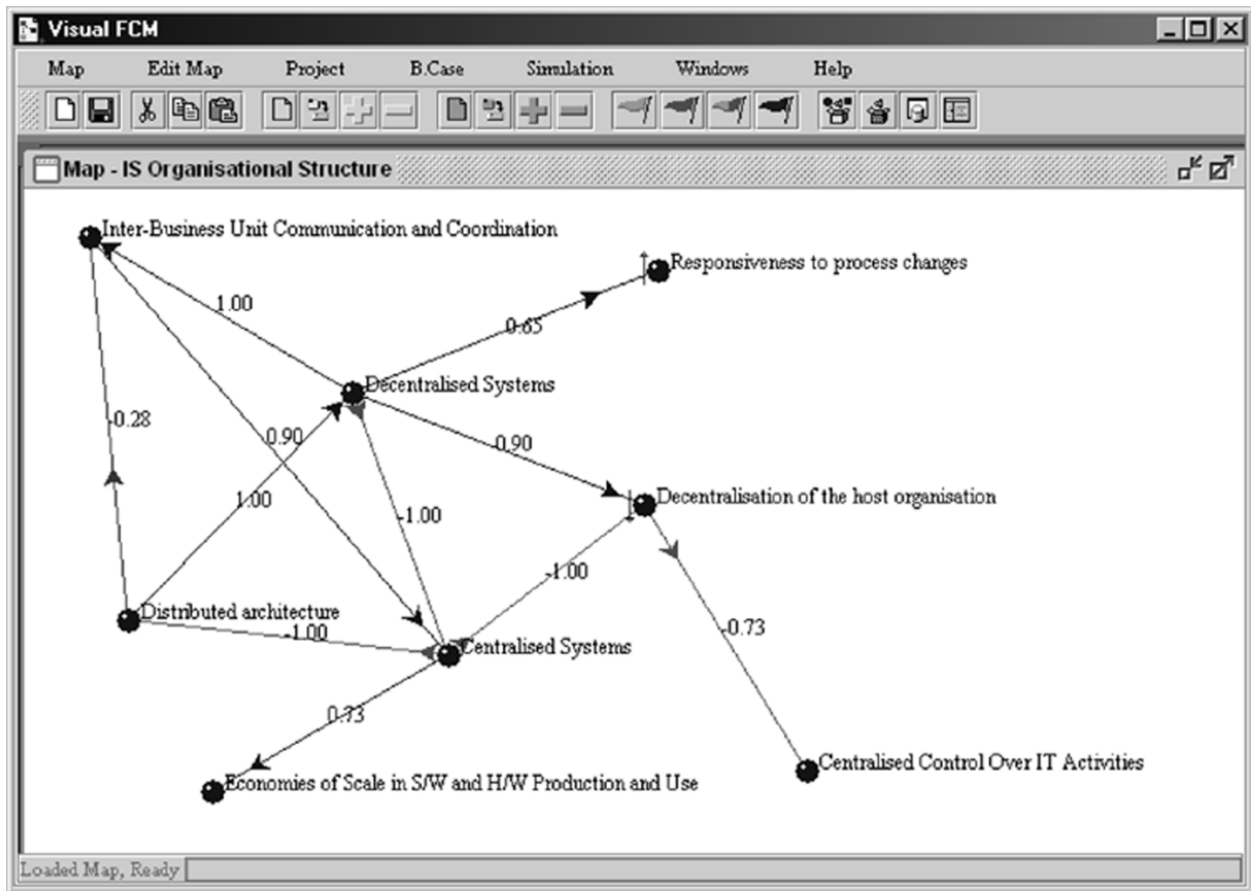 Visual FCM
Map Edit Map Project B.Case Simulation Windows Help
Map - IS Organisational Structure
Inter-Business Unit Communication and Coordination
Responsiveness to process changes
1.00
0.65
Decentralised Systems
-0.28
0.90
0.90
Decentralisation of the host organisation
1.00
-1.00
-1.00
Distributed architecture
-1.00
-0.73
Centralised Systems
0.73
Centralised Control Over IT Activities
Economies of Scale in S/W and H/W Production and Use
Loaded Map, Ready